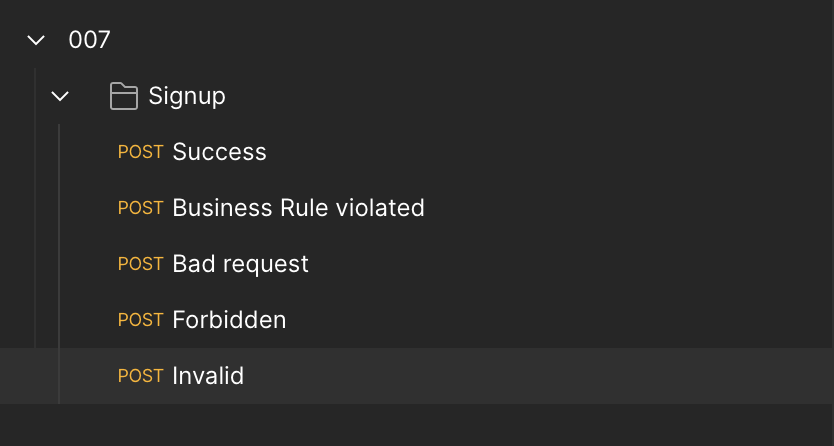 007
Signup
POST Success
POST Business Rule violated
POST Bad request
POST Forbidden
POST Invalid